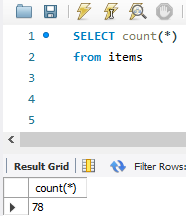 1 SELECT count(*)
2 from items
3
4
5
Result Grid Filter Rows:
count(*)
78